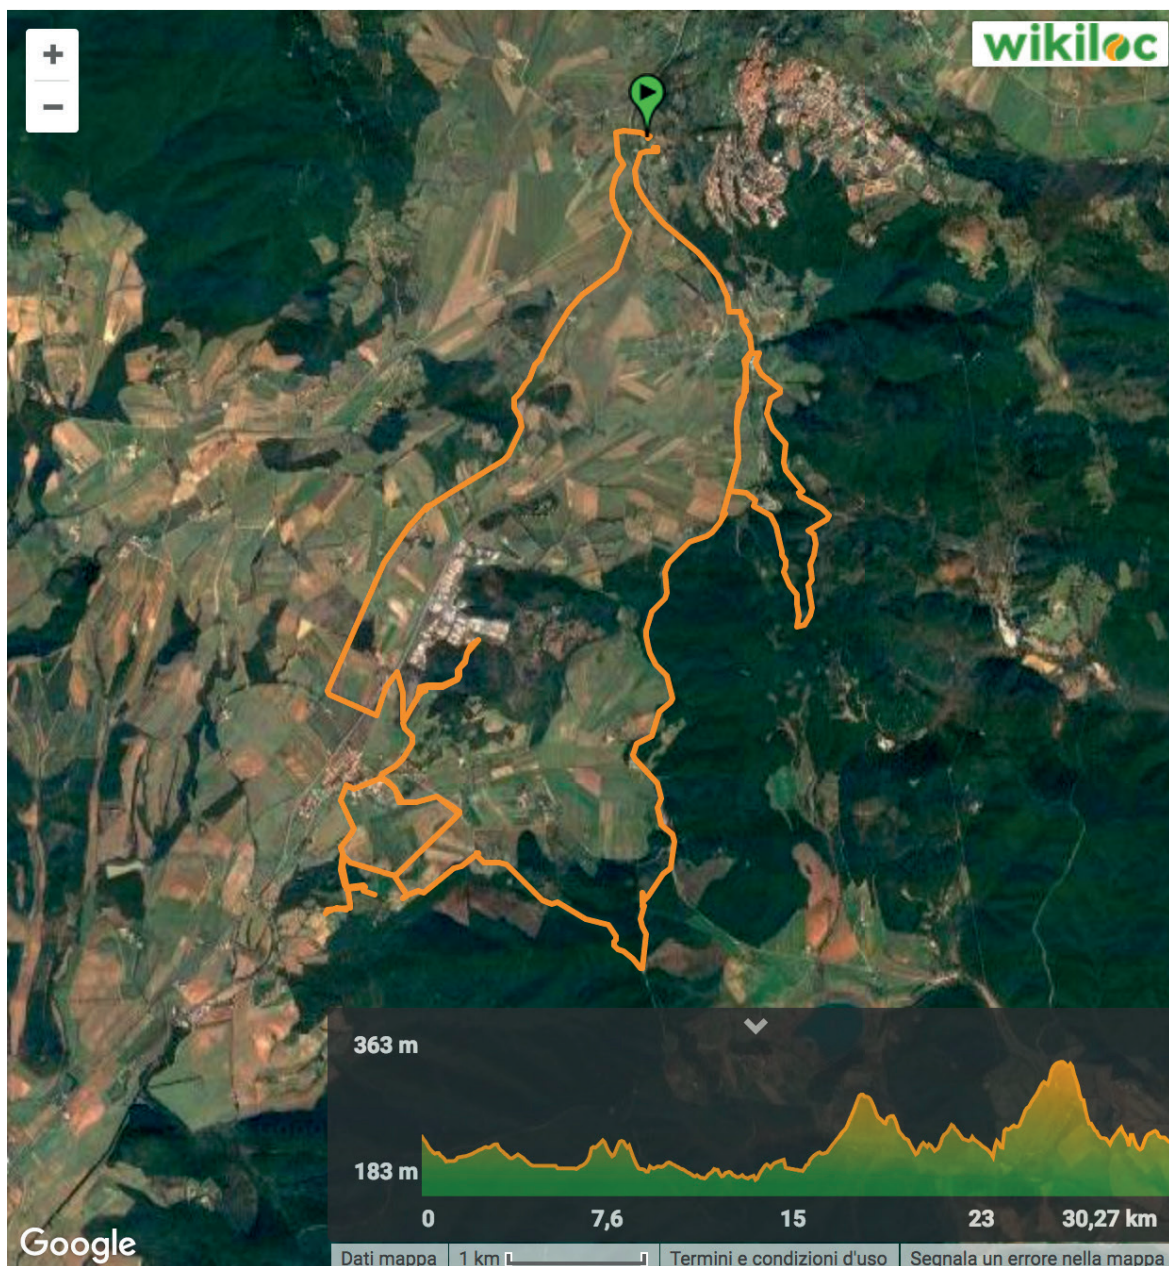 +
wikiloc
−
363 m
183 m
0 7,6 15 23 30,27 km
Google
Dati mappa 1 km Termini e condizioni d'uso Segnala un errore nella mappa